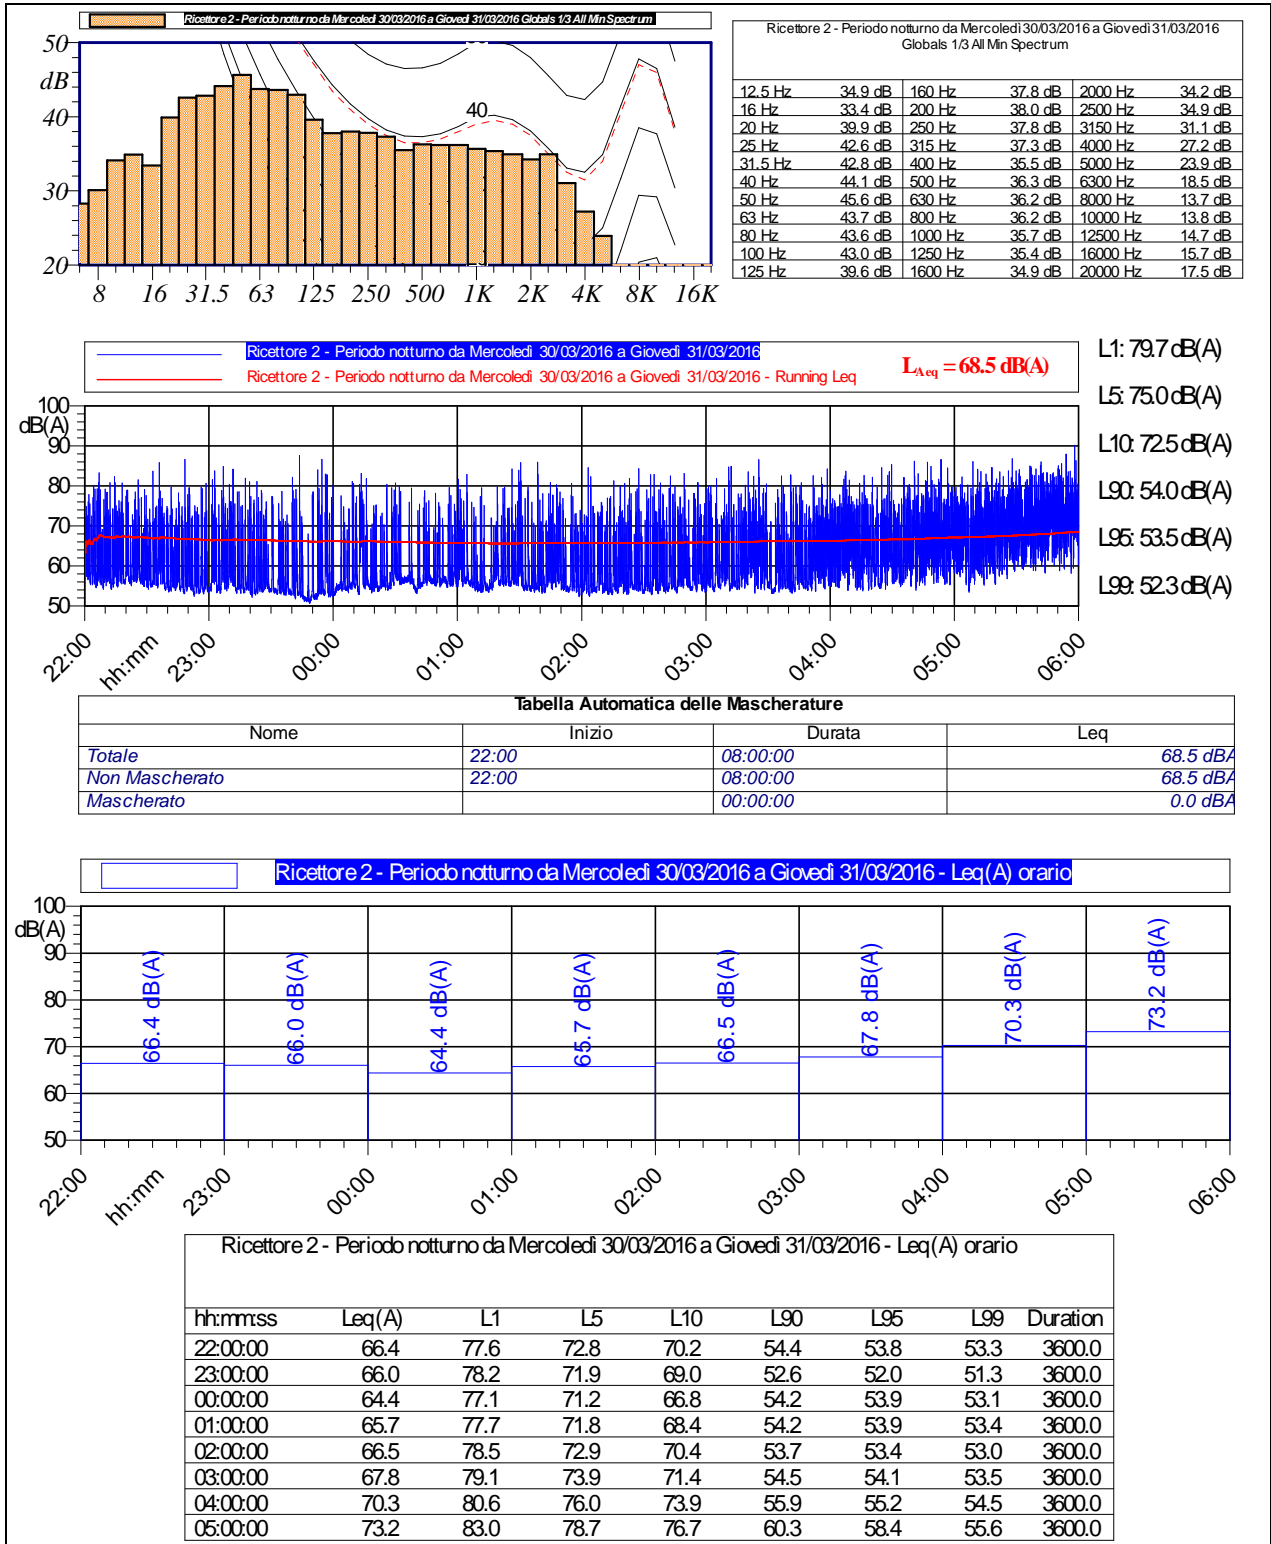 Ricettore 2 - Periodo notturno da Mercoledì 30/03/2016 a Giovedì 31/03/2016 Globals 1/3 All Min Spectrum
50
dB
40
30
20
40
8 16 31.5 63 125 250 500 1K 2K 4K 8K 16K
Ricettore 2 - Periodo notturno da Mercoledì 30/03/2016 a Giovedì 31/03/2016
Globals 1/3 All Min Spectrum
12.5 Hz 34.9 dB 160 Hz 37.8 dB 2000 Hz 34.2 dB
16 Hz 33.4 dB 200 Hz 38.0 dB 2500 Hz 34.9 dB
20 Hz 39.9 dB 250 Hz 37.8 dB 3150 Hz 31.1 dB
25 Hz 42.6 dB 315 Hz 37.3 dB 4000 Hz 27.2 dB
31.5 Hz 42.8 dB 400 Hz 35.5 dB 5000 Hz 23.9 dB
40 Hz 44.1 dB 500 Hz 36.3 dB 6300 Hz 18.5 dB
50 Hz 45.6 dB 630 Hz 36.2 dB 8000 Hz 13.7 dB
63 Hz 43.7 dB 800 Hz 36.2 dB 10000 Hz 13.8 dB
80 Hz 43.6 dB 1000 Hz 35.7 dB 12500 Hz 14.7 dB
100 Hz 43.0 dB 1250 Hz 35.4 dB 16000 Hz 15.7 dB
125 Hz 39.6 dB 1600 Hz 34.9 dB 20000 Hz 17.5 dB
Ricettore 2 - Periodo notturno da Mercoledì 30/03/2016 a Giovedì 31/03/2016
Ricettore 2 - Periodo notturno da Mercoledì 30/03/2016 a Giovedì 31/03/2016 - Running Leq
LAeq = 68.5 dB(A)
L1: 79.7 dB(A)
L5: 75.0 dB(A)
L10: 72.5 dB(A)
L90: 54.0 dB(A)
L95: 53.5 dB(A)
L99: 52.3 dB(A)
100
dB(A)
90
80
70
60
50
22:00 hh:mm 23:00 00:00 01:00 02:00 03:00 04:00 05:00 06:00
Tabella Automatica delle Mascherature
Nome Inizio Durata Leq
Totale 22:00 08:00:00 68.5 dBA
Non Mascherato 22:00 08:00:00 68.5 dBA
Mascherato 00:00:00 0.0 dBA
Ricettore 2 - Periodo notturno da Mercoledì 30/03/2016 a Giovedì 31/03/2016 - Leq(A) orario
100
dB(A)
90
80
70
60
50
66.4 dB(A) 66.0 dB(A) 64.4 dB(A) 65.7 dB(A) 66.5 dB(A) 67.8 dB(A) 70.3 dB(A) 73.2 dB(A)
22:00 hh:mm 23:00 00:00 01:00 02:00 03:00 04:00 05:00 06:00
Ricettore 2 - Periodo notturno da Mercoledì 30/03/2016 a Giovedì 31/03/2016 - Leq(A) orario
hh:mm:ss Leq(A) L1 L5 L10 L90 L95 L99 Duration
22:00:00 66.4 77.6 72.8 70.2 54.4 53.8 53.3 3600.0
23:00:00 66.0 78.2 71.9 69.0 52.6 52.0 51.3 3600.0
00:00:00 64.4 77.1 71.2 66.8 54.2 53.9 53.1 3600.0
01:00:00 65.7 77.7 71.8 68.4 54.2 53.9 53.4 3600.0
02:00:00 66.5 78.5 72.9 70.4 53.7 53.4 53.0 3600.0
03:00:00 67.8 79.1 73.9 71.4 54.5 54.1 53.5 3600.0
04:00:00 70.3 80.6 76.0 73.9 55.9 55.2 54.5 3600.0
05:00:00 73.2 83.0 78.7 76.7 60.3 58.4 55.6 3600.0